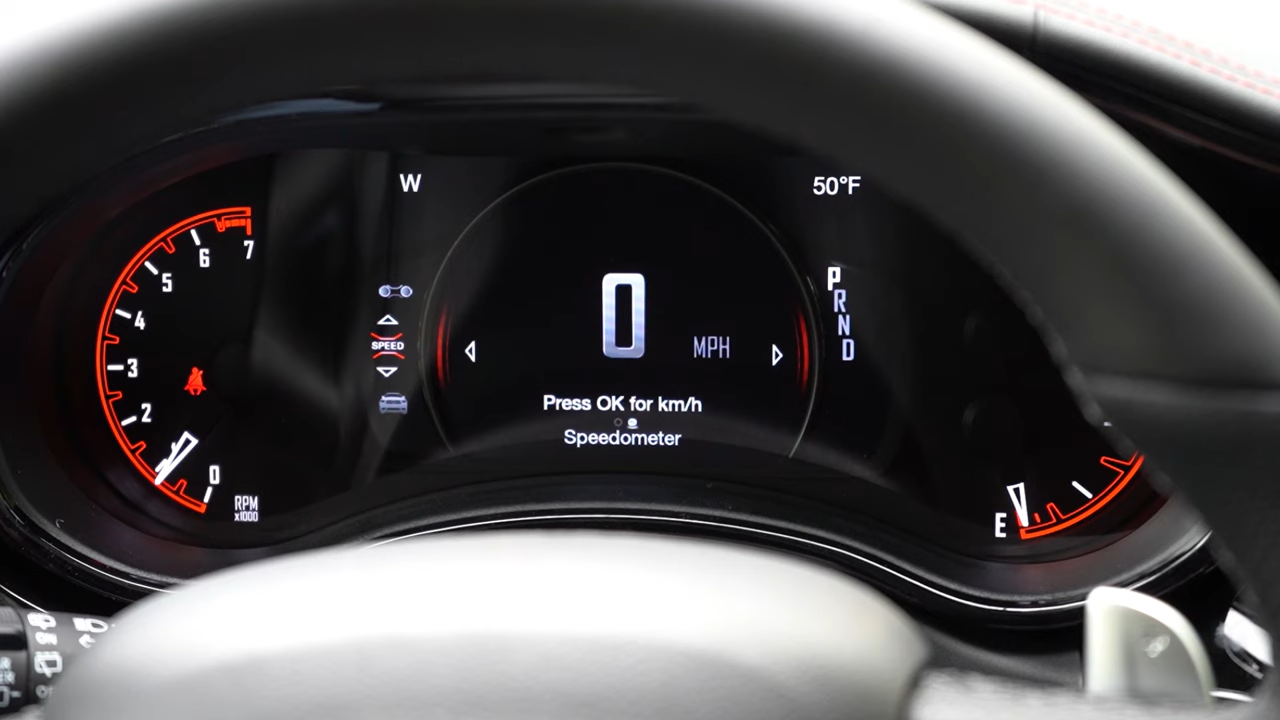 W
50°F
7
6
5
4
3
2
0
RPM
x1000
SPEED
0
MPH
Press OK for km/h
Speedometer
P
R
N
D
E